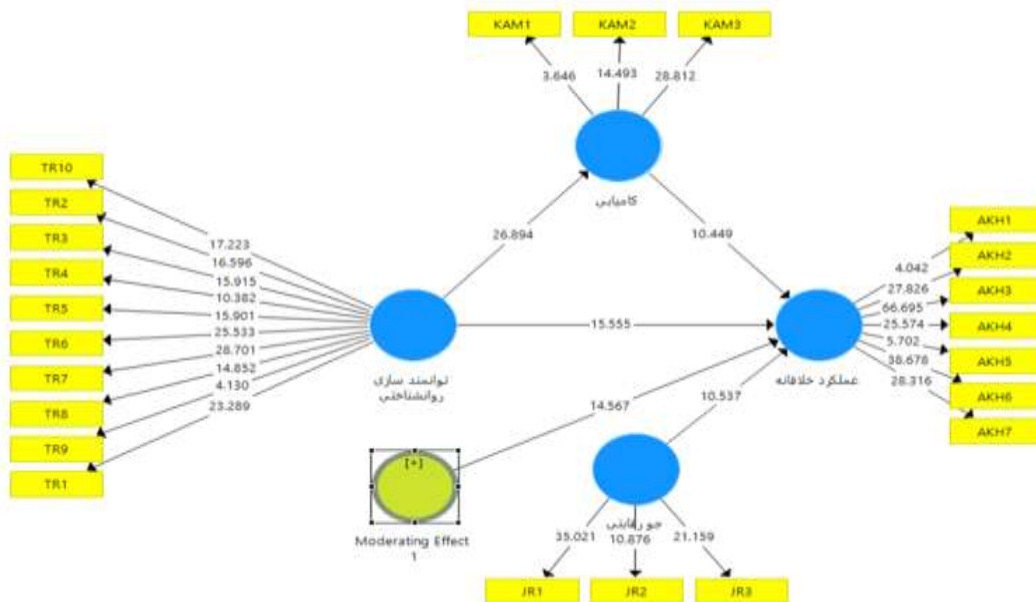 KAM1
KAM2
KAM3
3.646
14.493
28.812
کامیابی
TR10
TR2
TR3
TR4
TR5
TR6
TR7
TR8
TR9
TR1
17.223
16.596
15.915
10.382
15.901
25.533
28.701
14.852
4.130
23.289
26.894
10.449
15.555
14.567
10.537
توانمند سازی
روانشناختی
عملکرد خلاقانه
4.042
27.826
66.695
25.574
5.702
38.678
28.316
AKH1
AKH2
AKH3
AKH4
AKH5
AKH6
AKH7
[+]
Moderating Effect
1
جو رقابتی
35.021
10.876
21.159
JR1
JR2
JR3